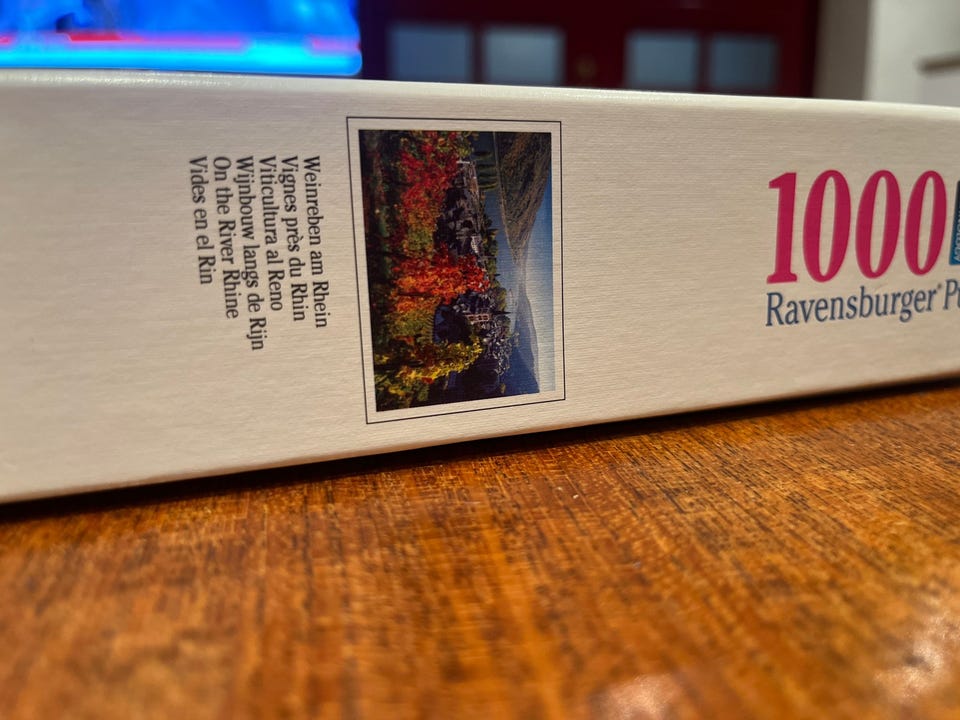 Weinreben am Rhein
Vignes près du Rhin
Viticultura al Reno
Wijnbouw langs de Rijn
On the River Rhine
Vides en el Rin
1000
Ravensburger®